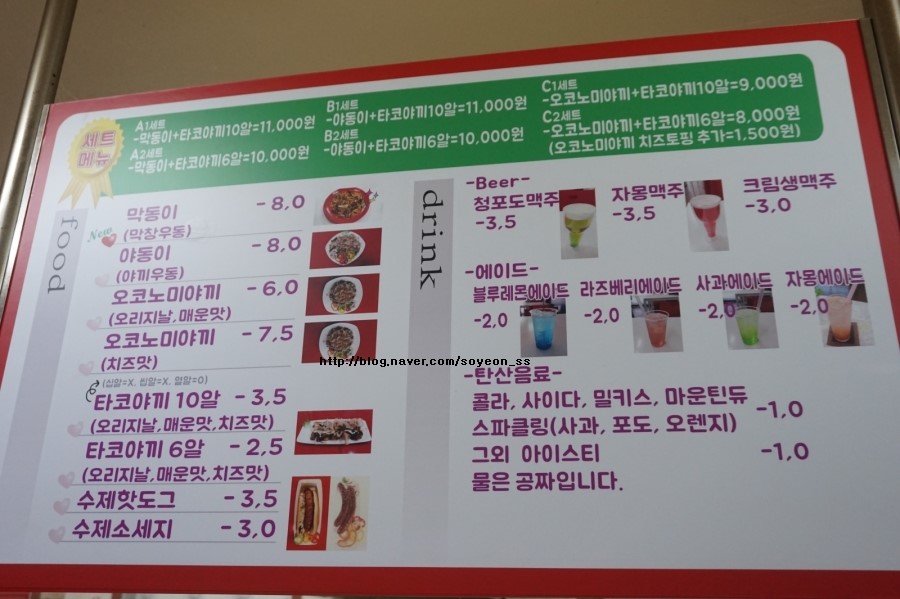 세트
메뉴
A1세트
-막동이+타코야끼10알=11,000원
A2세트
-막동이+타코야끼6알=10,000원
B1세트
-야동이+타코야끼10알=11,000원
B2세트
-야동이+타코야끼6알=10,000원
C1세트
-오코노미야끼+타코야끼10알=9,000원
C2세트
-오코노미야끼+타코야끼6알=8,000원
(오코노미야끼 치즈토핑 추가=1,500원)
food
막동이 -8,0
New
(막창우동)
야동이 -8,0
(야끼우동)
오코노미야끼 -6,0
(오리지날,매운맛)
오코노미야끼 -7,5
(치즈맛)
(십알=X, 씹알=X, 열알=O)
타코야끼 10알 -3,5
(오리지날,매운맛,치즈맛)
타코야끼 6알 -2,5
(오리지날,매운맛,치즈맛)
수제핫도그 -3,5
수제소세지 -3,0
drink
-Beer-
청포도맥주
-3,5
자몽맥주
-3,5
크림생맥주
-3,0
-에이드-
블루레몬에이드
-2,0
라즈베리에이드
-2,0
사과에이드
-2,0
자몽에이드
-2,0
-탄산음료-
콜라, 사이다, 밀키스, 마운틴듀
스파클링(사과, 포도, 오렌지) -1,0
그외 아이스티 -1,0
물은 공짜입니다.
http://blog.naver.com/soyeon_ss